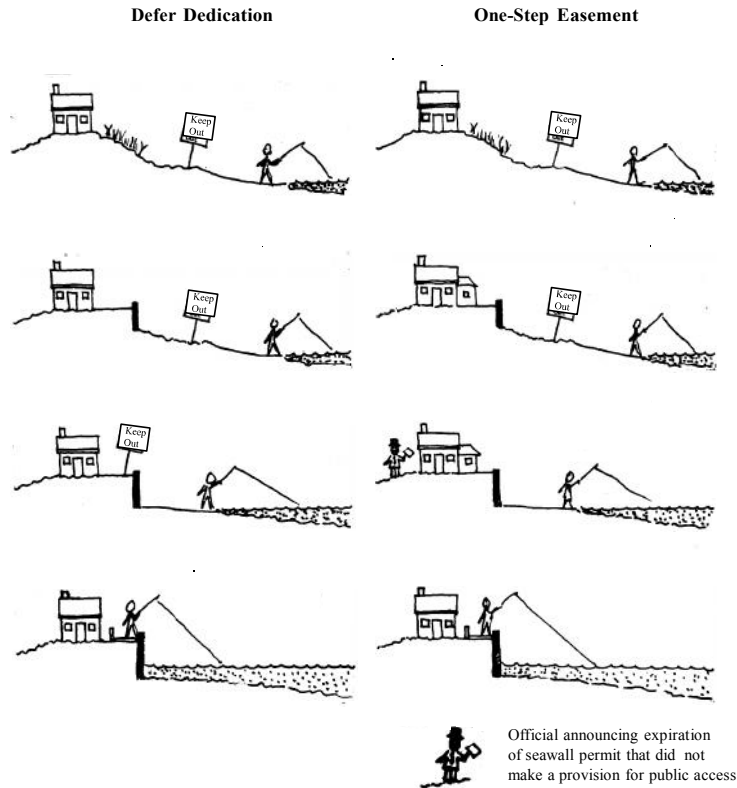 Defer Dedication
One-Step Easement
Keep
Out
Keep
Out
Keep
Out
Keep
Out
Keep
Out
Official announcing expiration
of seawall permit that did not
make a provision for public access